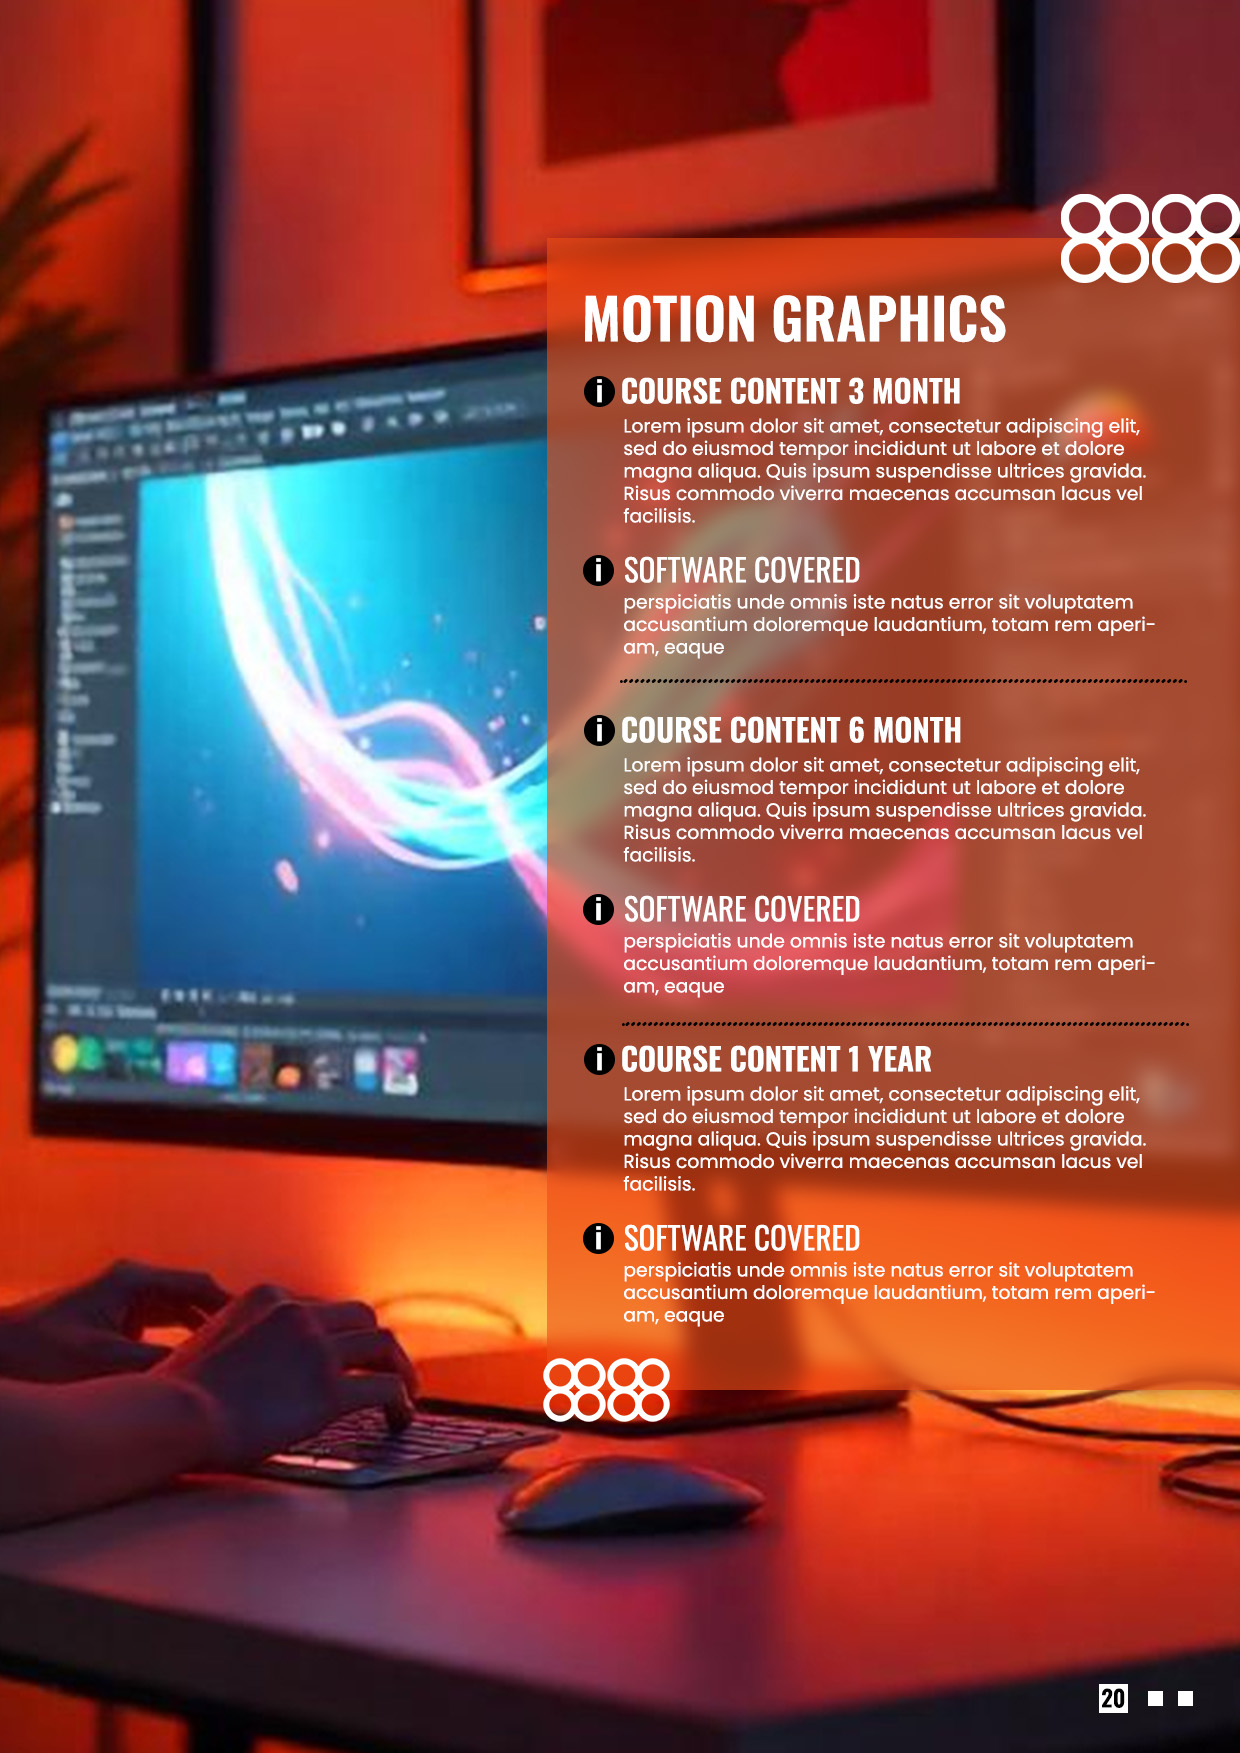 MOTION GRAPHICS
i COURSE CONTENT 3 MONTH
Lorem ipsum dolor sit amet, consectetur adipiscing elit,
sed do eiusmod tempor incididunt ut labore et dolore
magna aliqua. Quis ipsum suspendisse ultrices gravida.
Risus commodo viverra maecenas accumsan lacus vel
facilisis.
i SOFTWARE COVERED
perspiciatis unde omnis iste natus error sit voluptatem
accusantium doloremque laudantium, totam rem aperi-
am, eaque
i COURSE CONTENT 6 MONTH
Lorem ipsum dolor sit amet, consectetur adipiscing elit,
sed do eiusmod tempor incididunt ut labore et dolore
magna aliqua. Quis ipsum suspendisse ultrices gravida.
Risus commodo viverra maecenas accumsan lacus vel
facilisis.
i SOFTWARE COVERED
perspiciatis unde omnis iste natus error sit voluptatem
accusantium doloremque laudantium, totam rem aperi-
am, eaque
i COURSE CONTENT 1 YEAR
Lorem ipsum dolor sit amet, consectetur adipiscing elit,
sed do eiusmod tempor incididunt ut labore et dolore
magna aliqua. Quis ipsum suspendisse ultrices gravida.
Risus commodo viverra maecenas accumsan lacus vel
facilisis.
i SOFTWARE COVERED
perspiciatis unde omnis iste natus error sit voluptatem
accusantium doloremque laudantium, totam rem aperi-
am, eaque
20